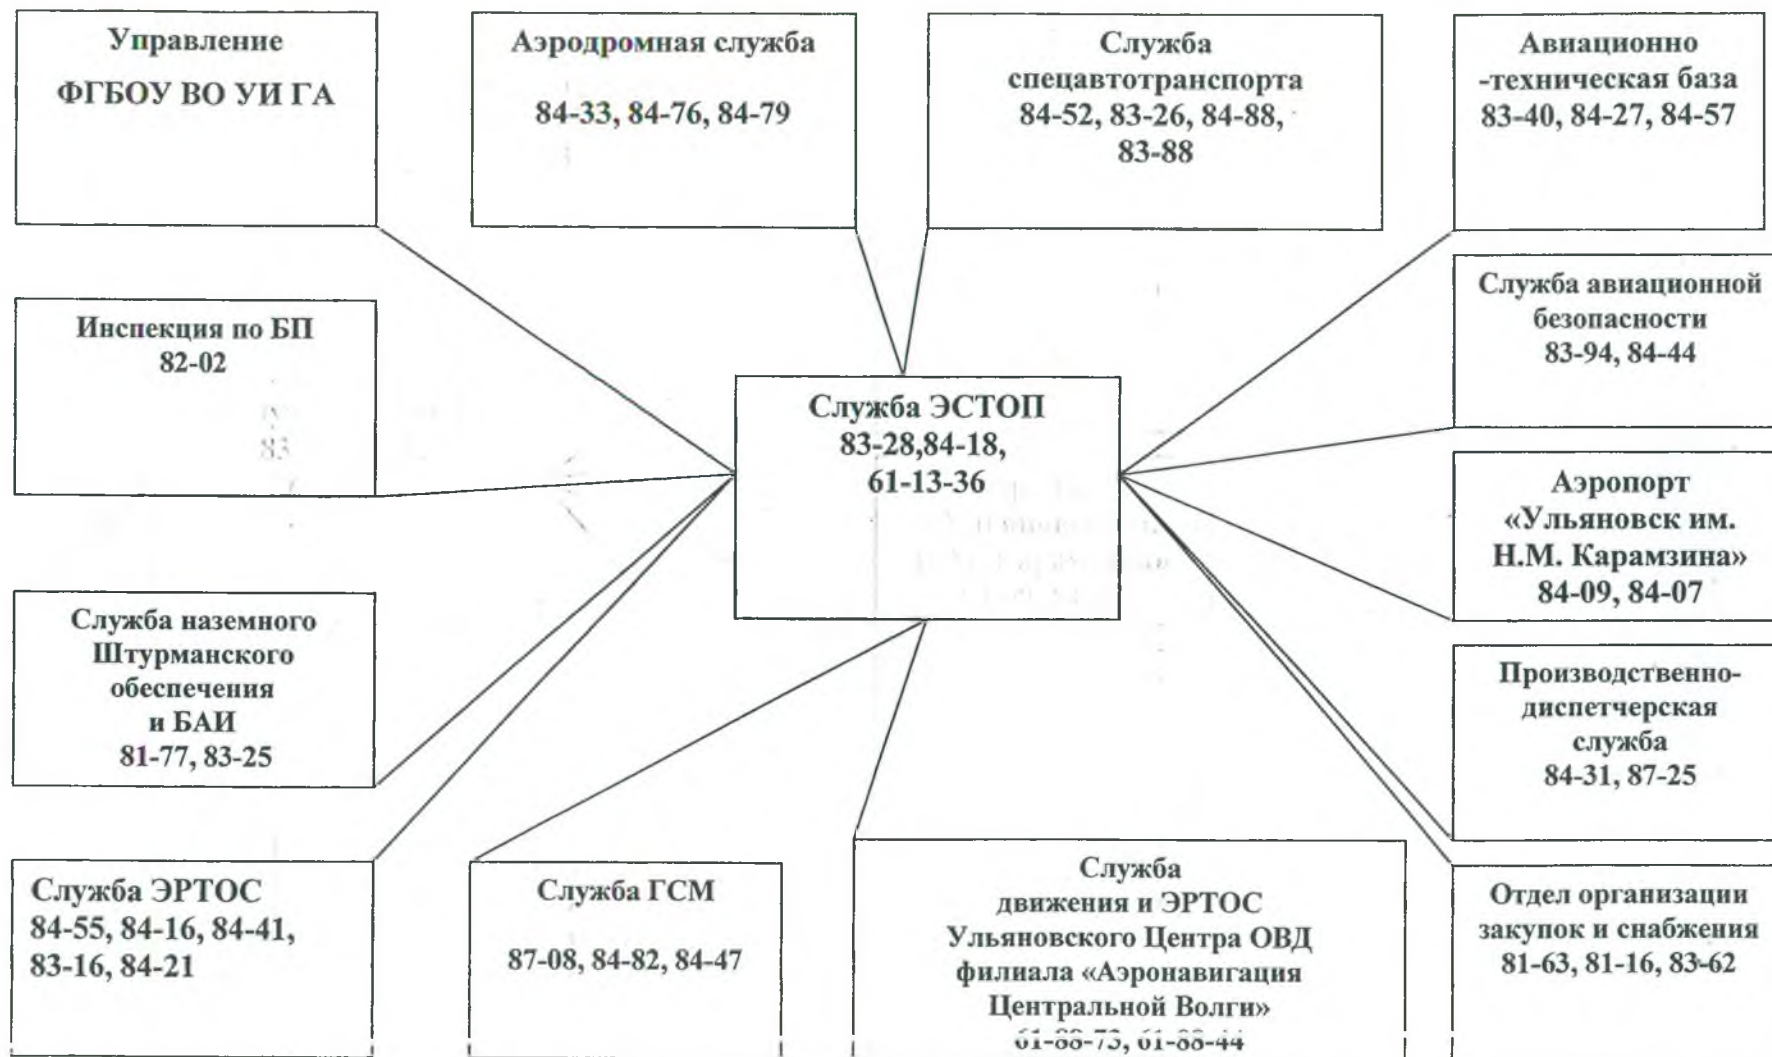 Управление
ФГБОУ ВО УИ ГА
Аэродромная служба
84-33, 84-76, 84-79
Служба
спецавтотранспорта
84-52, 83-26, 84-88,
83-88
Авиационно
-техническая база
83-40, 84-27, 84-57
Инспекция по БП
82-02
Служба авиационной
безопасности
83-94, 84-44
Служба ЭСТОП
83-28,84-18,
61-13-36
Аэропорт
«Ульяновск им.
Н.М. Карамзина»
84-09, 84-07
Служба наземного
Штурманского
обеспечения
и БАИ
81-77, 83-25
Производственно-
диспетчерская
служба
84-31, 87-25
Служба ЭРТОС
84-55, 84-16, 84-41,
83-16, 84-21
Служба ГСМ
87-08, 84-82, 84-47
Служба
движения и ЭРТОС
Ульяновского Центра ОВД
филиала «Аэронавигация
Центральной Волги»
Отдел организации
закупок и снабжения
81-63, 81-16, 83-62